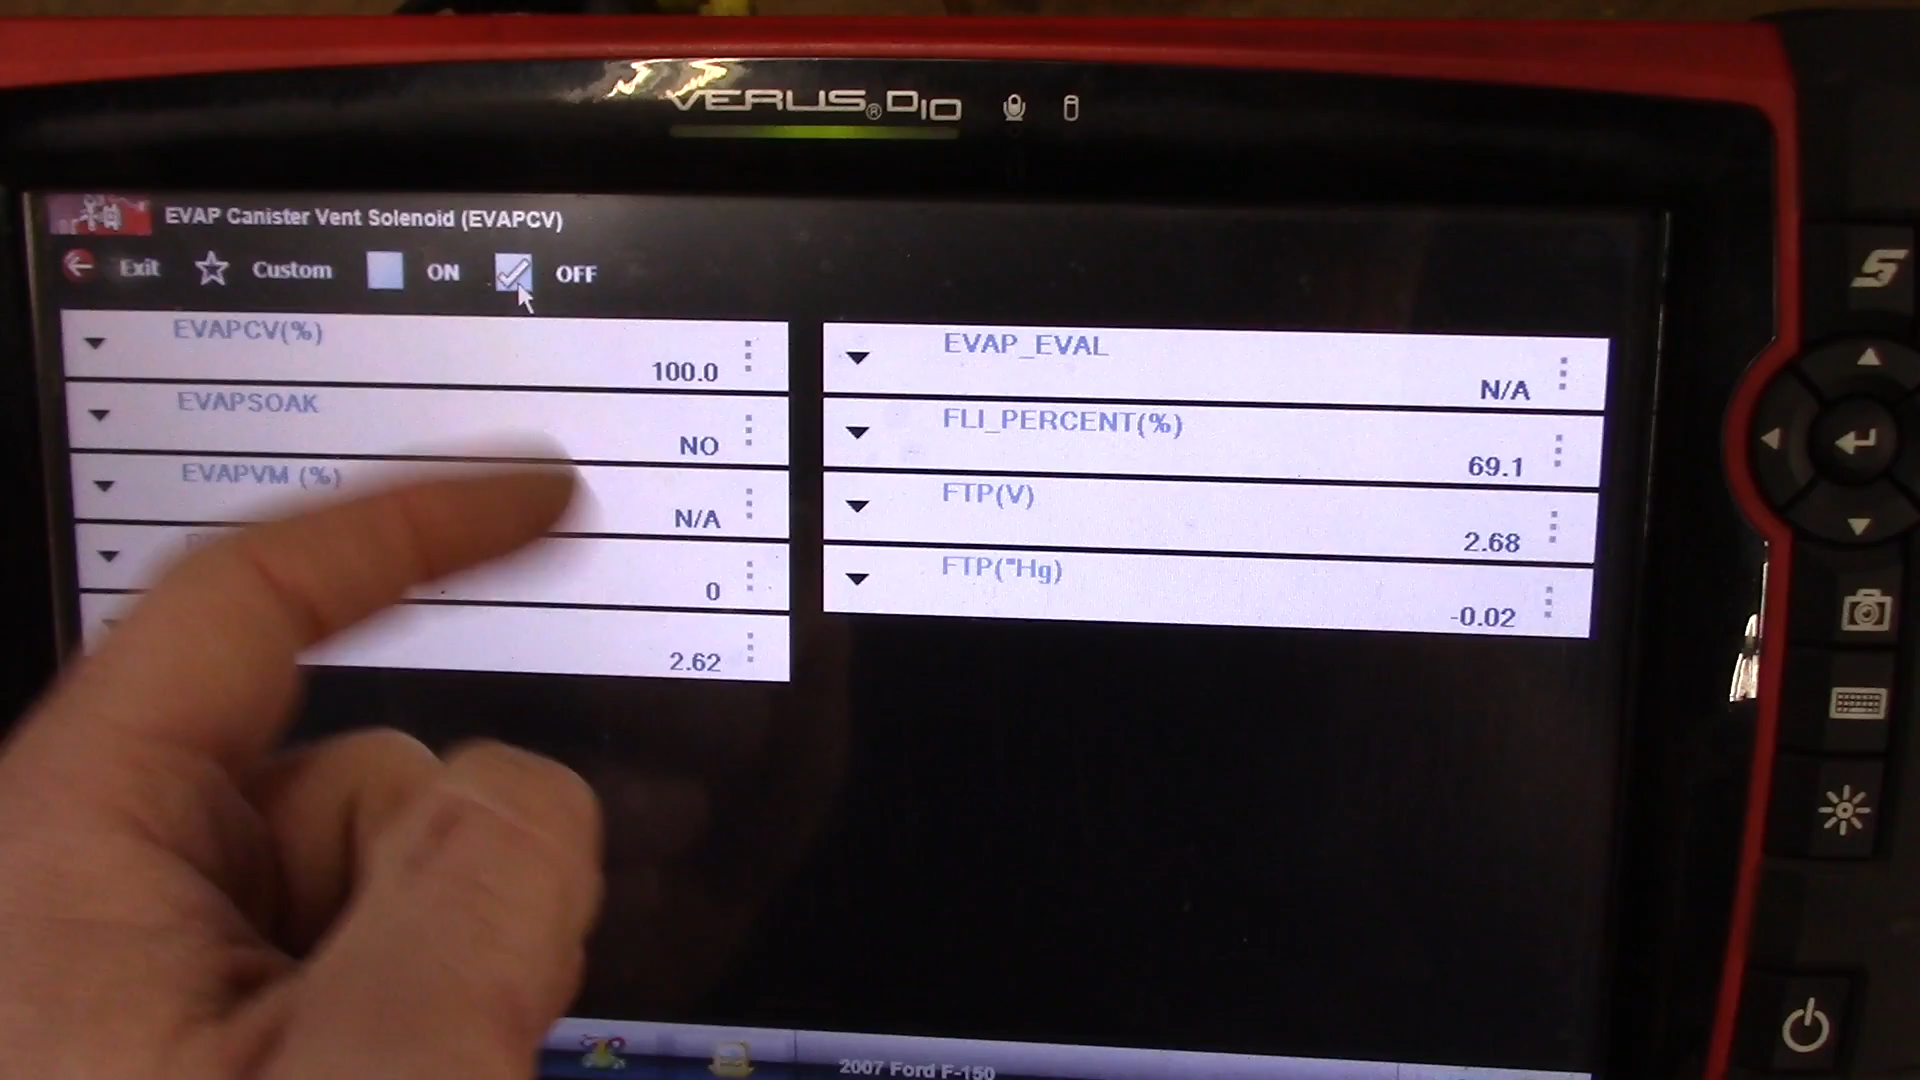 VERUS® D10
EVAP Canister Vent Solenoid (EVAPCV)
Exit Custom ON OFF
EVAPCV(%)
100.0
EVAPSOAK
NO
EVAPVM (%)
N/A
0
2.62
EVAP_EVAL
N/A
FLI_PERCENT(%)
69.1
FTP(V)
2.68
FTP("Hg)
-0.02
2007 Ford F-150